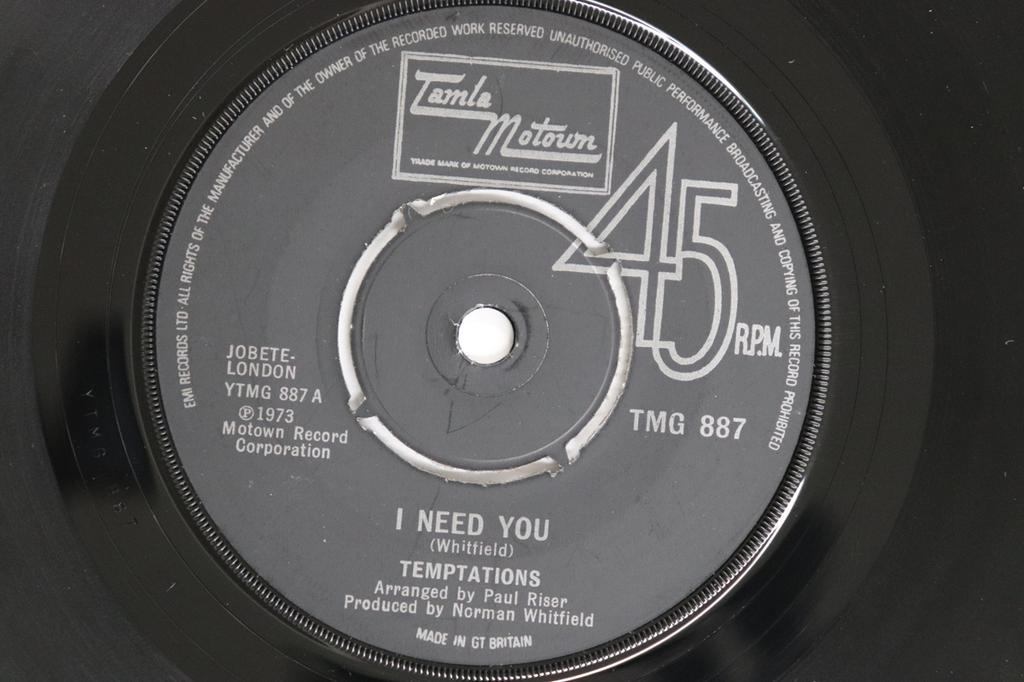 EMI RECORDS LTD ALL RIGHTS OF THE MANUFACTURER AND OF THE OWNER OF THE RECORDED WORK RESERVED UNAUTHORISED PUBLIC PERFORMANCE BROADCASTING AND COPYING OF THIS RECORD PROHIBITED
Tamla
Motown
TRADE MARK OF MOTOWN RECORD CORPORATION
45
R.P.M.
JOBETE-
LONDON
YTMG 887 A
℗ 1973
Motown Record
Corporation
TMG 887
I NEED YOU
(Whitfield)
TEMPTATIONS
Arranged by Paul Riser
Produced by Norman Whitfield
MADE IN GT BRITAIN